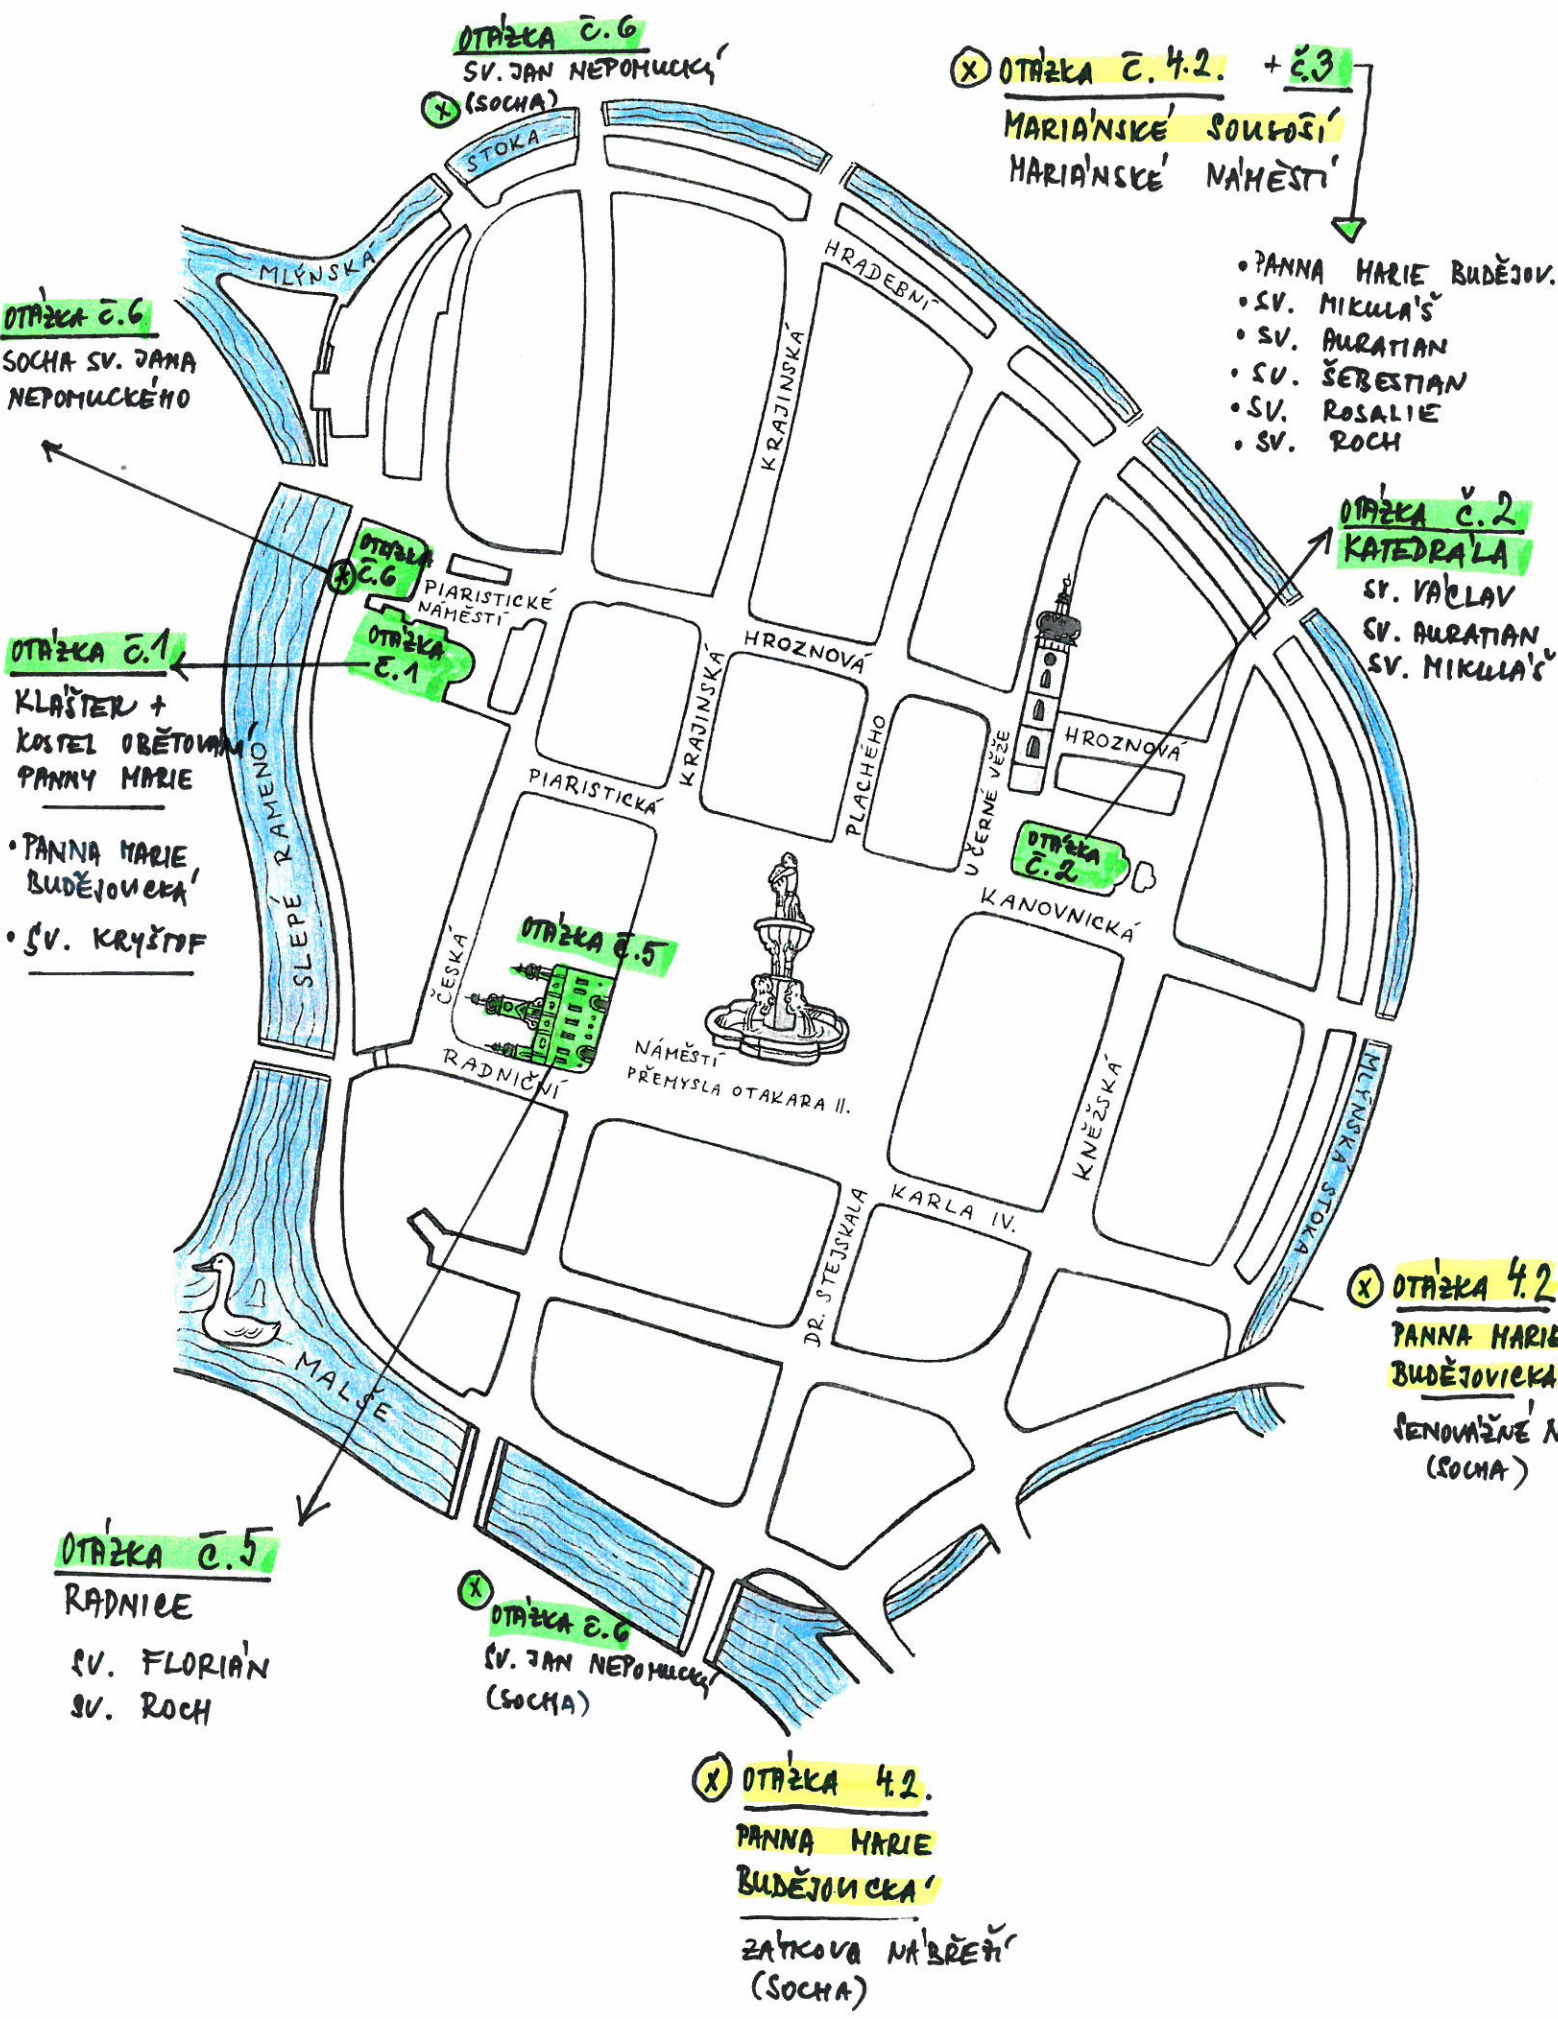 OTÁZKA Č.6
SV. JAN NEPOMUCKÝ
(SOCHA)
X
X OTÁZKA Č. 4.2. + Č.3
MARIÁNSKÉ SOUSOŠÍ
MARIÁNSKÉ NÁMĚSTÍ
• PANNA MARIE BUDĚJOV.
• SV. MIKULÁŠ
• SV. AURATIAN
• SV. ŠEBESTIAN
• SV. ROSALIE
• SV. ROCH
STOKA
MLÝNSKÁ
HRADEBNÍ
KRAJINSKÁ
OTÁZKA Č.6
SOCHA SV. JANA
NEPOMUCKÉHO
OTÁZKA Č.2
KATEDRÁLA
SV. VÁCLAV
SV. AURATIAN
SV. MIKULÁŠ
OTÁZKA
X Č.6
PIARISTICKÉ
NÁMĚSTÍ
OTÁZKA
Č.1
OTÁZKA Č.1
KLÁŠTER +
KOSTEL OBĚTOVÁNÍ
PANNY MARIE
• PANNA MARIE
BUDĚJOVICKÁ
• SV. KRYŠTOF
HROZNOVÁ
KRAJINSKÁ
PLACHÉHO
U ČERNÉ VĚŽE
HROZNOVÁ
PIARISTICKÁ
SLEPÉ RAMENO
OTÁZKA
Č.2
KANOVNICKÁ
ČESKÁ
OTÁZKA Č.5
NÁMĚSTÍ
PŘEMYSLA OTAKARA II.
RADNIČNÍ
KNĚŽSKÁ
MLÝNSKÁ STOKA
KARLA IV.
DR. STEJSKALA
MALŠE
X OTÁZKA 4.2
PANNA MARIE
BUDĚJOVICKÁ
SENOVÁŽNÉ N
(SOCHA)
OTÁZKA Č.5
RADNICE
SV. FLORIÁN
SV. ROCH
X
OTÁZKA Č.6
SV. JAN NEPOMUCKÝ
(SOCHA)
X OTÁZKA 4.2.
PANNA MARIE
BUDĚJOVICKÁ
ZÁTKOVO NÁBŘEŽÍ
(SOCHA)